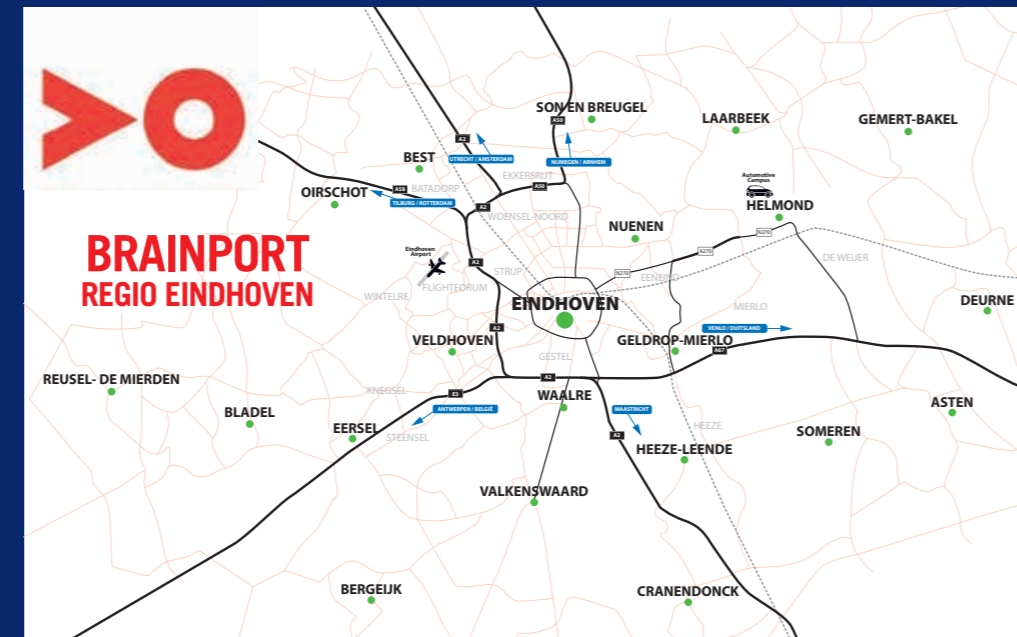 BRAINPORT
REGIO EINDHOVEN
SON EN BREUGEL
LAARBEEK
GEMERT-BAKEL
A50
A2
UTRECHT / AMSTERDAM
NIJMEGEN / ARNHEM
BEST
EKKERSRIJT
Automotive
Campus
BATADORP
A58
A50
OIRSCHOT
TILBURG / ROTTERDAM
A2
HELMOND
WOENSEL-NOORD
NUENEN
N270
Eindhoven
Airport
A2
A270
DE WEIJER
STRIJP
N270
EENEIND
FLIGHTFORUM
WINTELRE
EINDHOVEN
MIERLO
DEURNE
A2
VENLO / DUITSLAND
VELDHOVEN
GELDROP-MIERLO
A67
GESTEL
REUSEL- DE MIERDEN
A2
KNEGSEL
E3
WAALRE
ASTEN
BLADEL
ANTWERPEN / BELGIË
MAASTRICHT
EERSEL
STEENSEL
HEEZE
SOMEREN
A2
HEEZE-LEENDE
VALKENSWAARD
BERGEIJK
CRANENDONCK